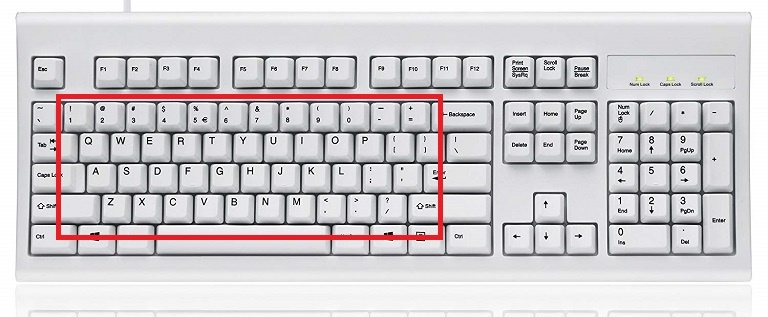 Esc F1 F2 F3 F4 F5 F6 F7 F8 F9 F10 F11 F12 Print Screen SysRq Scroll Lock Pause Break
Num Lock Caps Lock Scroll Lock
~ ! 1 @ 2 # 3 $ 4 % 5 € ^ 6 & 7 * 8 ( 9 ) 0 – - + = ←Backspace Insert Home Page Up Num Lock / * -
Tab Q W E R T Y U I O P { [ } ] | \ Delete End Page Down 7 Home 8 ↑ 9 PgUp +
Caps Lo A S D F G H J K L : ; " Enter 4 ← 5 6 →
⇧Shift Z X C V B N M < , > . ? / ⇧Shift ↑ 1 End 2 ↓ 3 PgDn Enter
Ctrl Ctrl ← ↓ → 0 Ins . Del